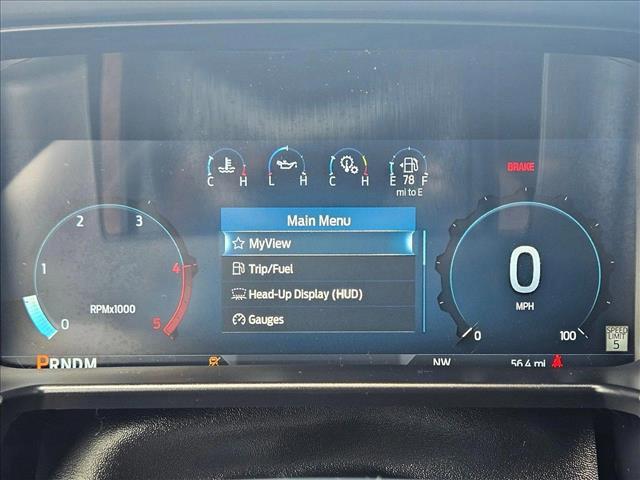 C H
L H
C H
E 78 F
mi to E
BRAKE
Main Menu
MyView
Trip/Fuel
Head-Up Display (HUD)
Gauges
0 1 2 3 4 5
RPMx1000
0
MPH
0 100
SPEED
LIMIT
5
PRNDM
NW
56.4 mi